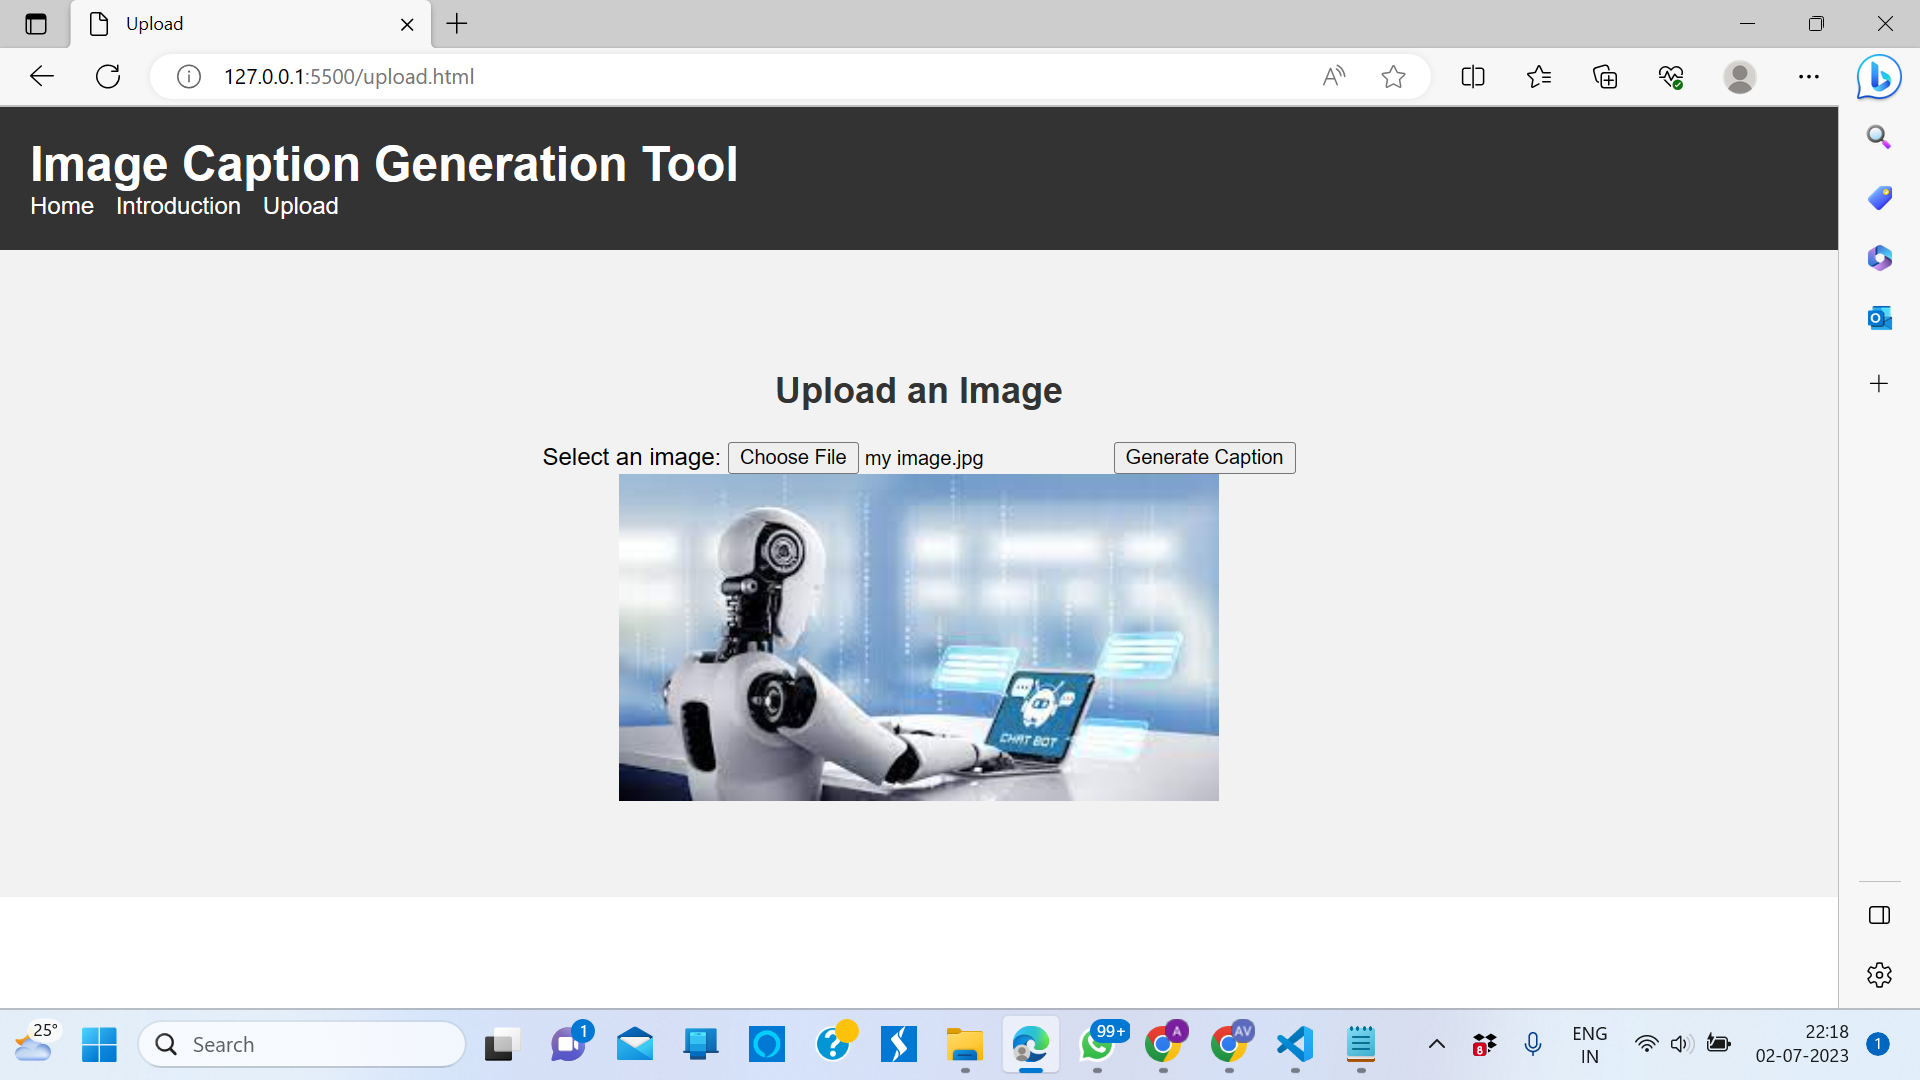 Upload
127.0.0.1:5500/upload.html
Image Caption Generation Tool
Home Introduction Upload
Upload an Image
Select an image: Choose File my image.jpg Generate Caption
CHAT BOT
25°
Search
1
99+
A
AV
8
ENG
IN
22:18
02-07-2023
1